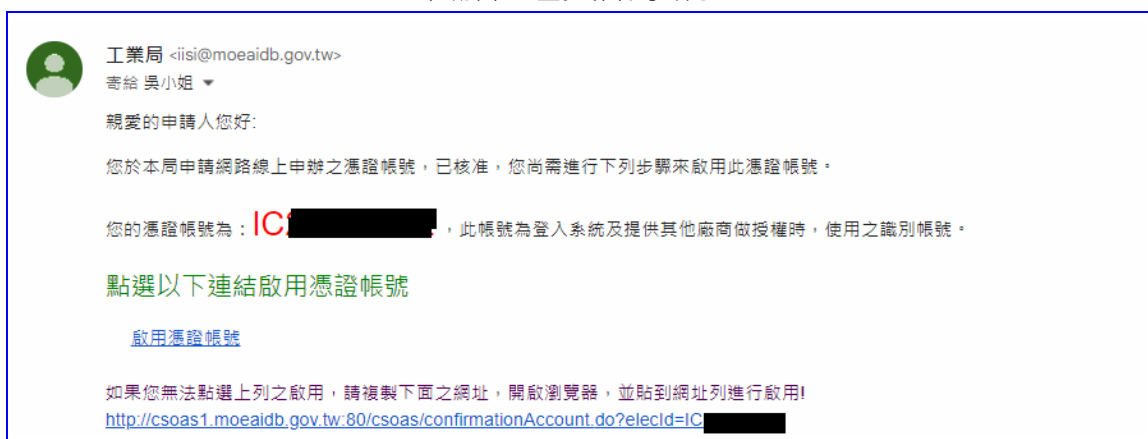 工業局 <iisi@moeaidb.gov.tw>
寄給 吳小姐
親愛的申請人您好:
您於本局申請網路線上申辦之憑證帳號，已核准，您尚需進行下列步驟來啟用此憑證帳號。
您的憑證帳號為：IC，此帳號為登入系統及提供其他廠商做授權時，使用之識別帳號。
點選以下連結啟用憑證帳號
啟用憑證帳號
如果您無法點選上列之啟用，請複製下面之網址，開啟瀏覽器，並貼到網址列進行啟用!
http://csoas1.moeaidb.gov.tw:80/csoas/confirmationAccount.do?elecId=IC